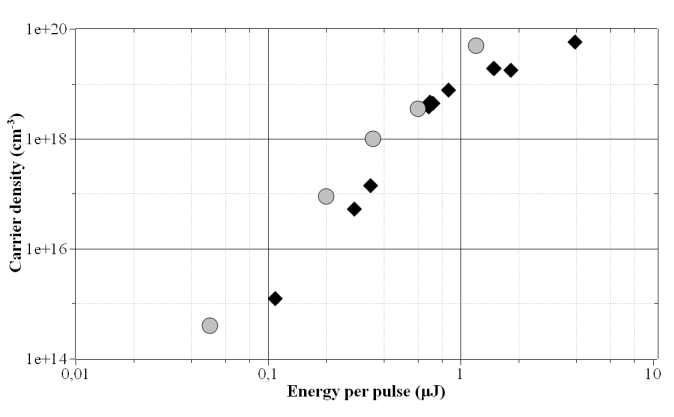 1e+20
1e+18
1e+16
1e+14
Carrier density (cm⁻³)
0,01 0,1 1 10
Energy per pulse (µJ)